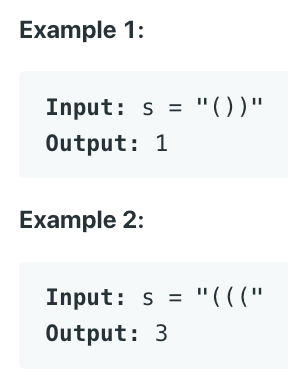 Example 1:
Input: s = "())"
Output: 1
Example 2:
Input: s = "((("
Output: 3